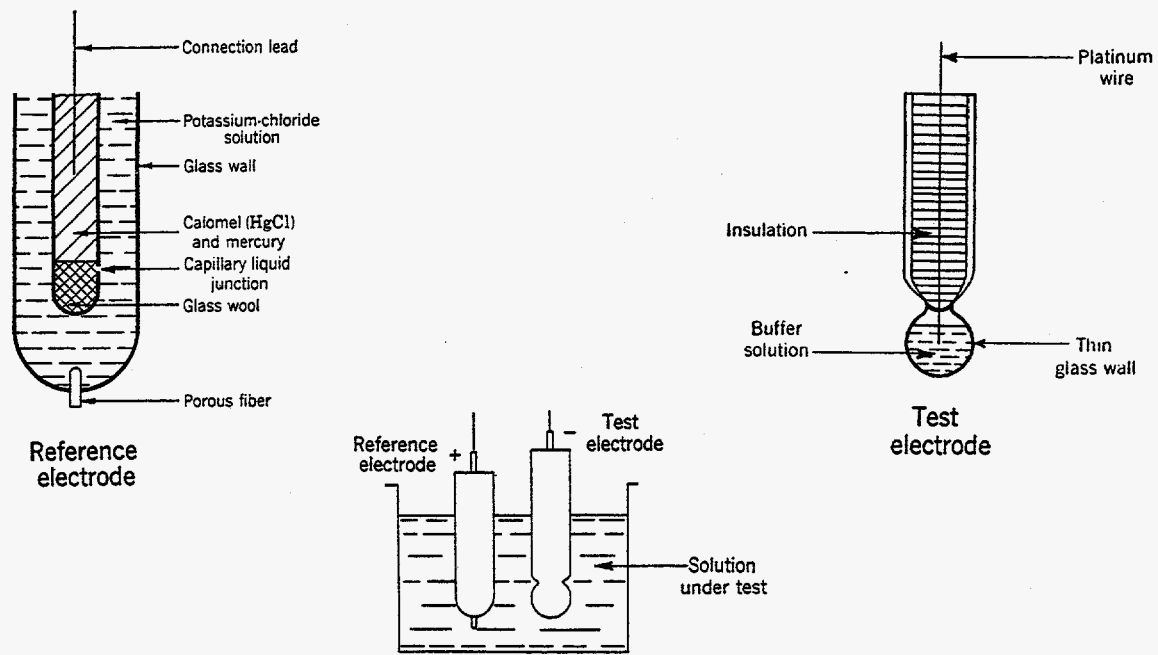 Connection lead
Potassium-chloride
solution
Glass wall
Calomel (HgCl)
and mercury
Capillary liquid
junction
Glass wool
Porous fiber
Reference
electrode
Platinum
wire
Insulation
Buffer
solution
Thin
glass wall
Test
electrode
Reference
electrode
+
−
Test
electrode
Solution
under test